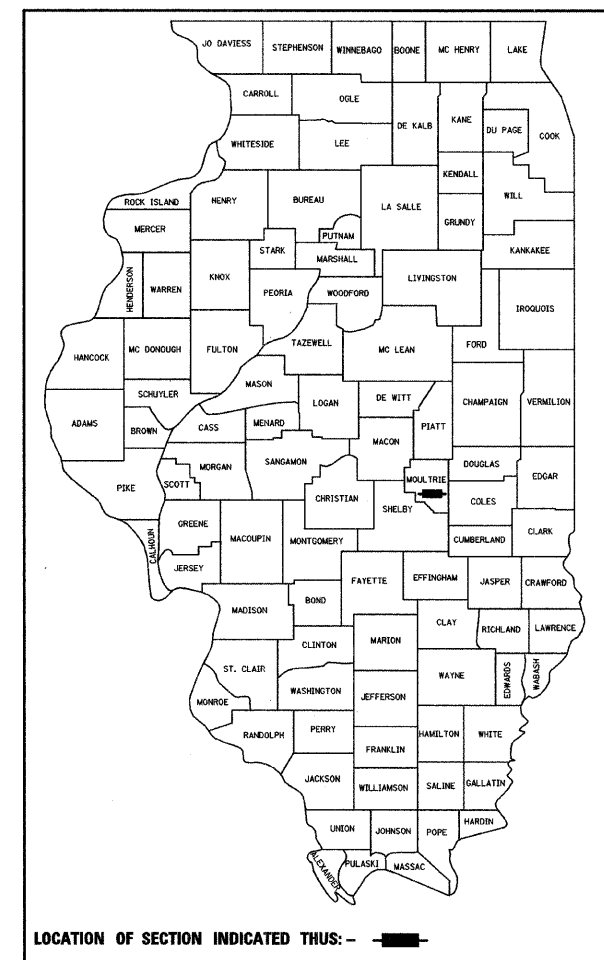 JO DAVIESS STEPHENSON WINNEBAGO BOONE MC HENRY LAKE
CARROLL OGLE DE KALB KANE DU PAGE COOK
WHITESIDE LEE KENDALL WILL
ROCK ISLAND HENRY BUREAU LA SALLE GRUNDY
MERCER PUTNAM KANKAKEE
STARK MARSHALL
HENDERSON WARREN KNOX PEORIA WOODFORD LIVINGSTON IROQUOIS
HANCOCK MC DONOUGH FULTON TAZEWELL MC LEAN FORD
SCHUYLER MASON LOGAN DE WITT CHAMPAIGN VERMILION
ADAMS BROWN CASS MENARD MACON PIATT
PIKE SCOTT MORGAN SANGAMON CHRISTIAN MOULTRIE DOUGLAS EDGAR
SHELBY COLES
CALHOUN GREENE MACOUPIN MONTGOMERY CUMBERLAND CLARK
JERSEY FAYETTE EFFINGHAM JASPER CRAWFORD
MADISON BOND CLAY RICHLAND LAWRENCE
CLINTON MARION
ST. CLAIR WASHINGTON JEFFERSON WAYNE EDWARDS WABASH
MONROE
RANDOLPH PERRY FRANKLIN HAMILTON WHITE
JACKSON WILLIAMSON SALINE GALLATIN
UNION JOHNSON POPE HARDIN
ALEXANDER PULASKI MASSAC
LOCATION OF SECTION INDICATED THUS: -